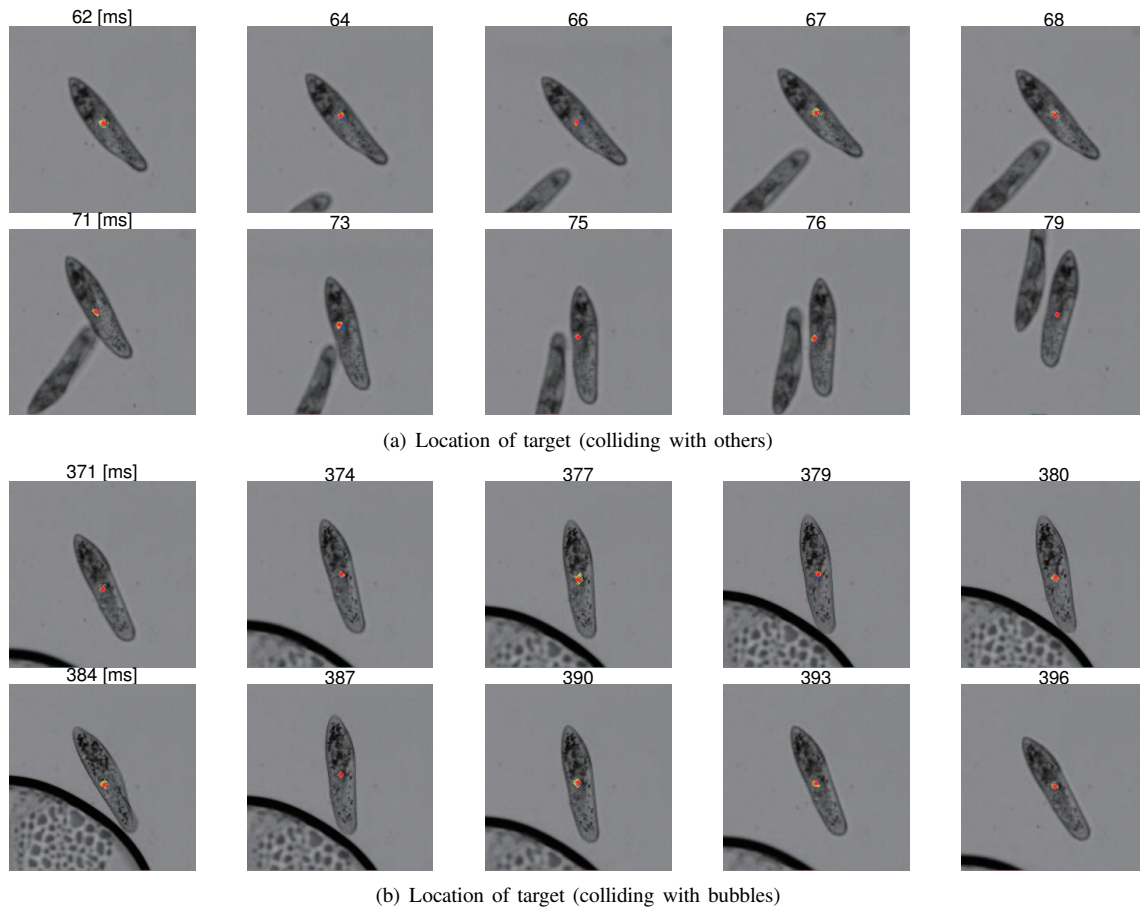 62 [ms] 64 66 67 68
71 [ms] 73 75 76 79
(a) Location of target (colliding with others)
371 [ms] 374 377 379 380
384 [ms] 387 390 393 396
(b) Location of target (colliding with bubbles)